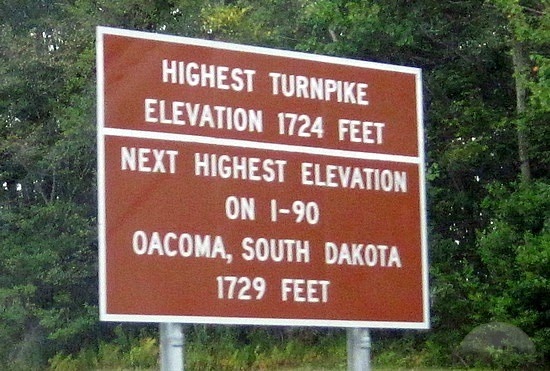 HIGHEST TURNPIKE
ELEVATION 1724 FEET
NEXT HIGHEST ELEVATION
ON I-90
OACOMA, SOUTH DAKOTA
1729 FEET